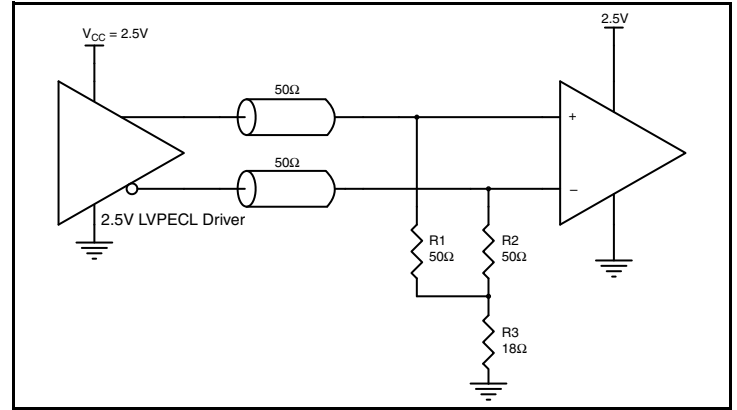 2.5V
V_CC = 2.5V
50Ω
+
50Ω
–
2.5V LVPECL Driver
R1
50Ω
R2
50Ω
R3
18Ω